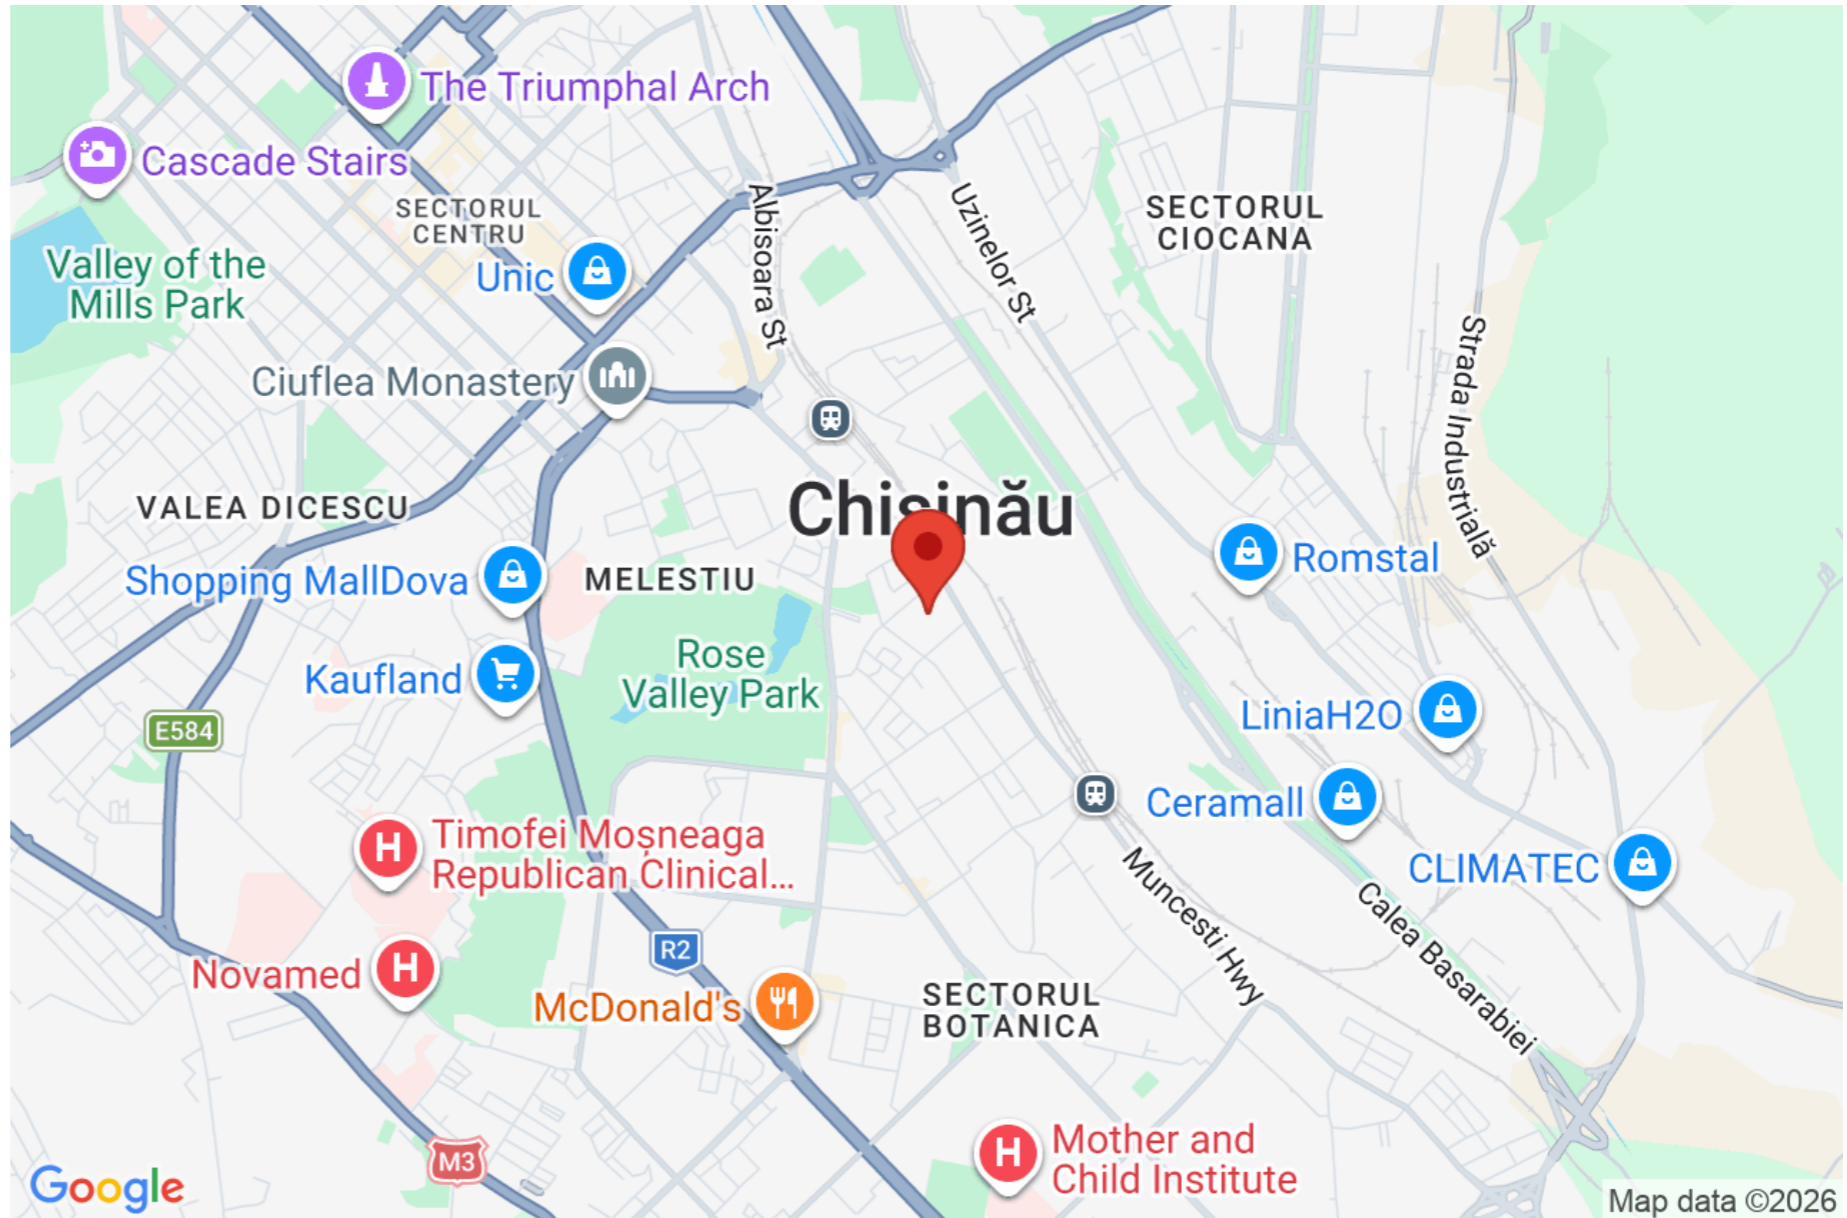 The Triumphal Arch
Cascade Stairs
SECTORUL
CENTRU
Albisoara St
Uzinelor St
SECTORUL
CIOCANA
Valley of the
Mills Park
Unic
Ciuflea Monastery
Strada Industrială
VALEA DICESCU
Chișinău
Shopping MallDova
MELESTIU
Romstal
Rose
Valley Park
Kaufland
E584
LiniaH2O
Ceramall
Timofei Moșneaga
Republican Clinical...
H
CLIMATEC
Muncesti Hwy
Calea Basarabiei
Novamed
H
R2
McDonald's
SECTORUL
BOTANICA
M3
H
Mother and
Child Institute
Google
Map data ©2026